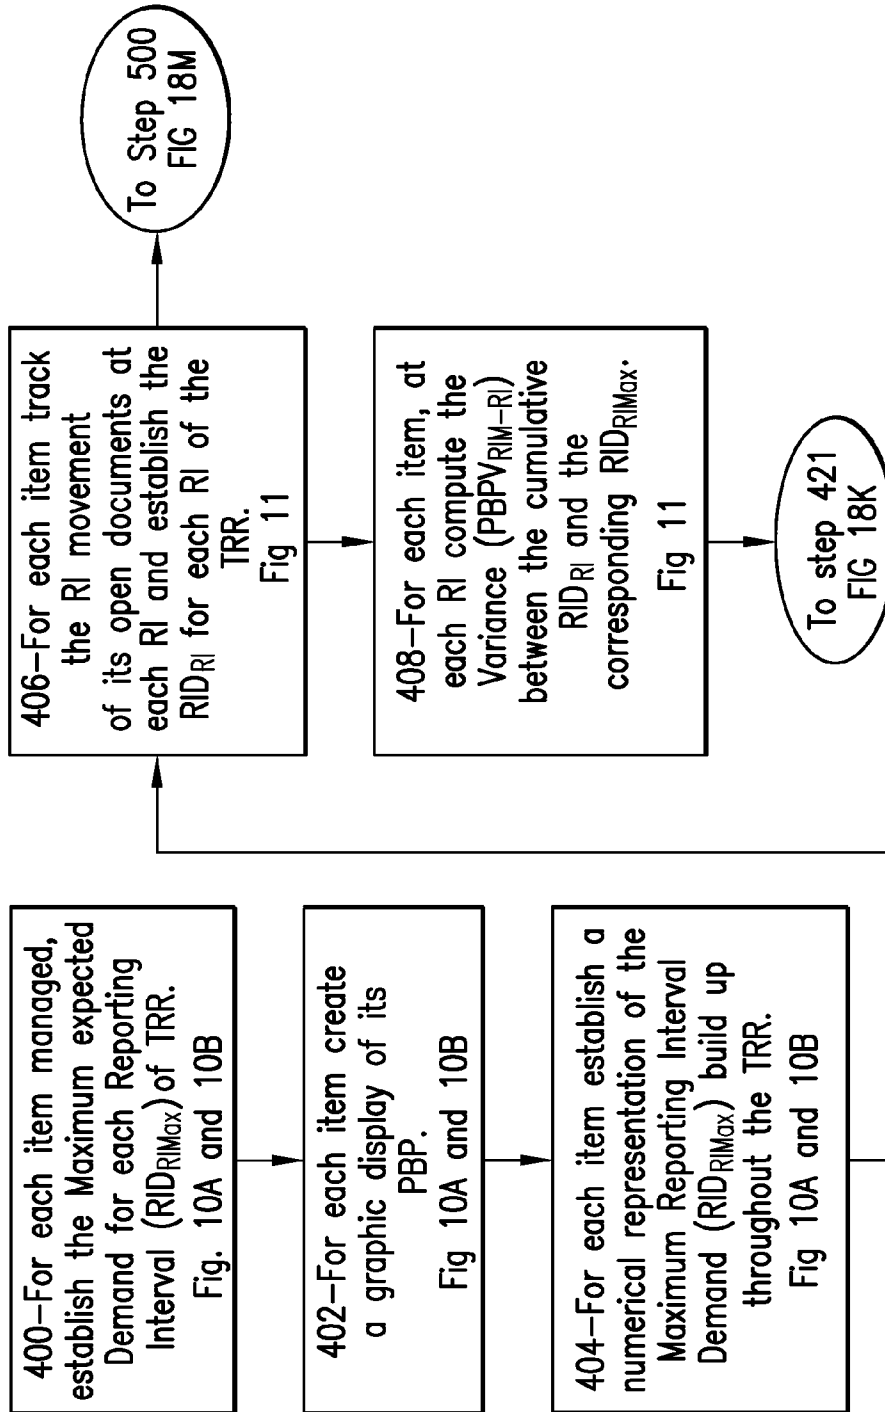 400–For each item managed,
establish the Maximum expected
Demand for each Reporting
Interval (RID_RIMax) of TRR.
Fig. 10A and 10B
402–For each item create
a graphic display of its
PBP.
Fig 10A and 10B
404–For each item establish a
numerical representation of the
Maximum Reporting Interval
Demand (RID_RIMax) build up
throughout the TRR.
Fig 10A and 10B
406–For each item track
the RI movement
of its open documents at
each RI and establish the
RID_RI for each RI of the
TRR.
Fig 11
To Step 500
FIG 18M
408–For each item, at
each RI compute the
Variance (PBPV_RIM–RI)
between the cumulative
RID_RI and the
corresponding RID_RIMax.
Fig 11
To step 421
FIG 18K